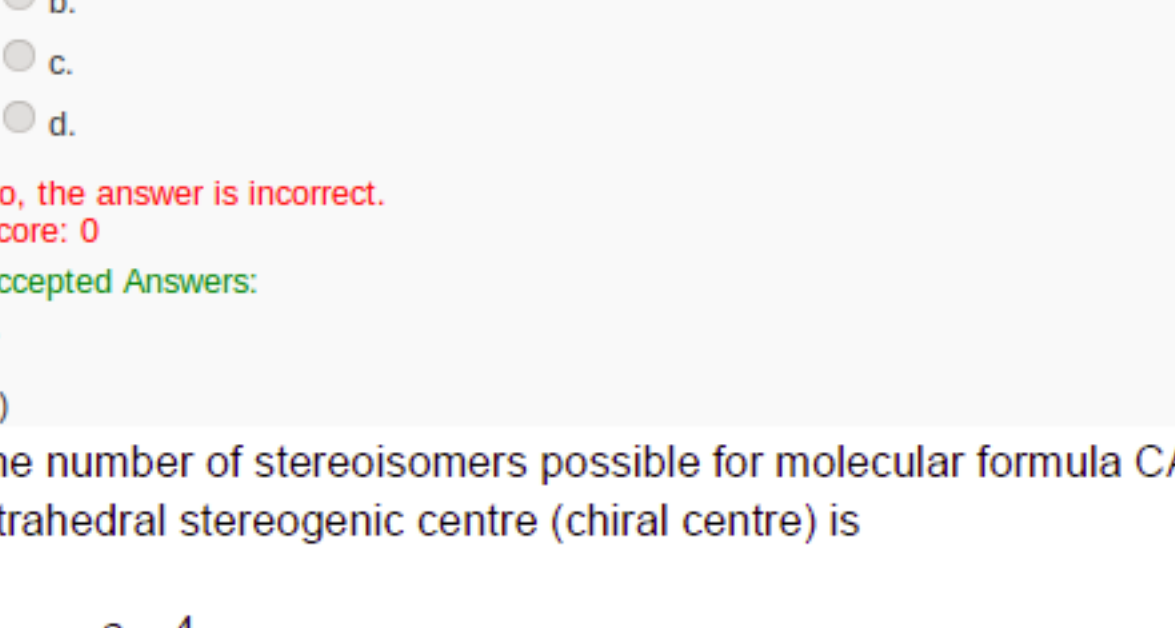 b.
c.
d.
o, the answer is incorrect.
core: 0
ccepted Answers:
)
he number of stereoisomers possible for molecular formula CA
trahedral stereogenic centre (chiral centre) is